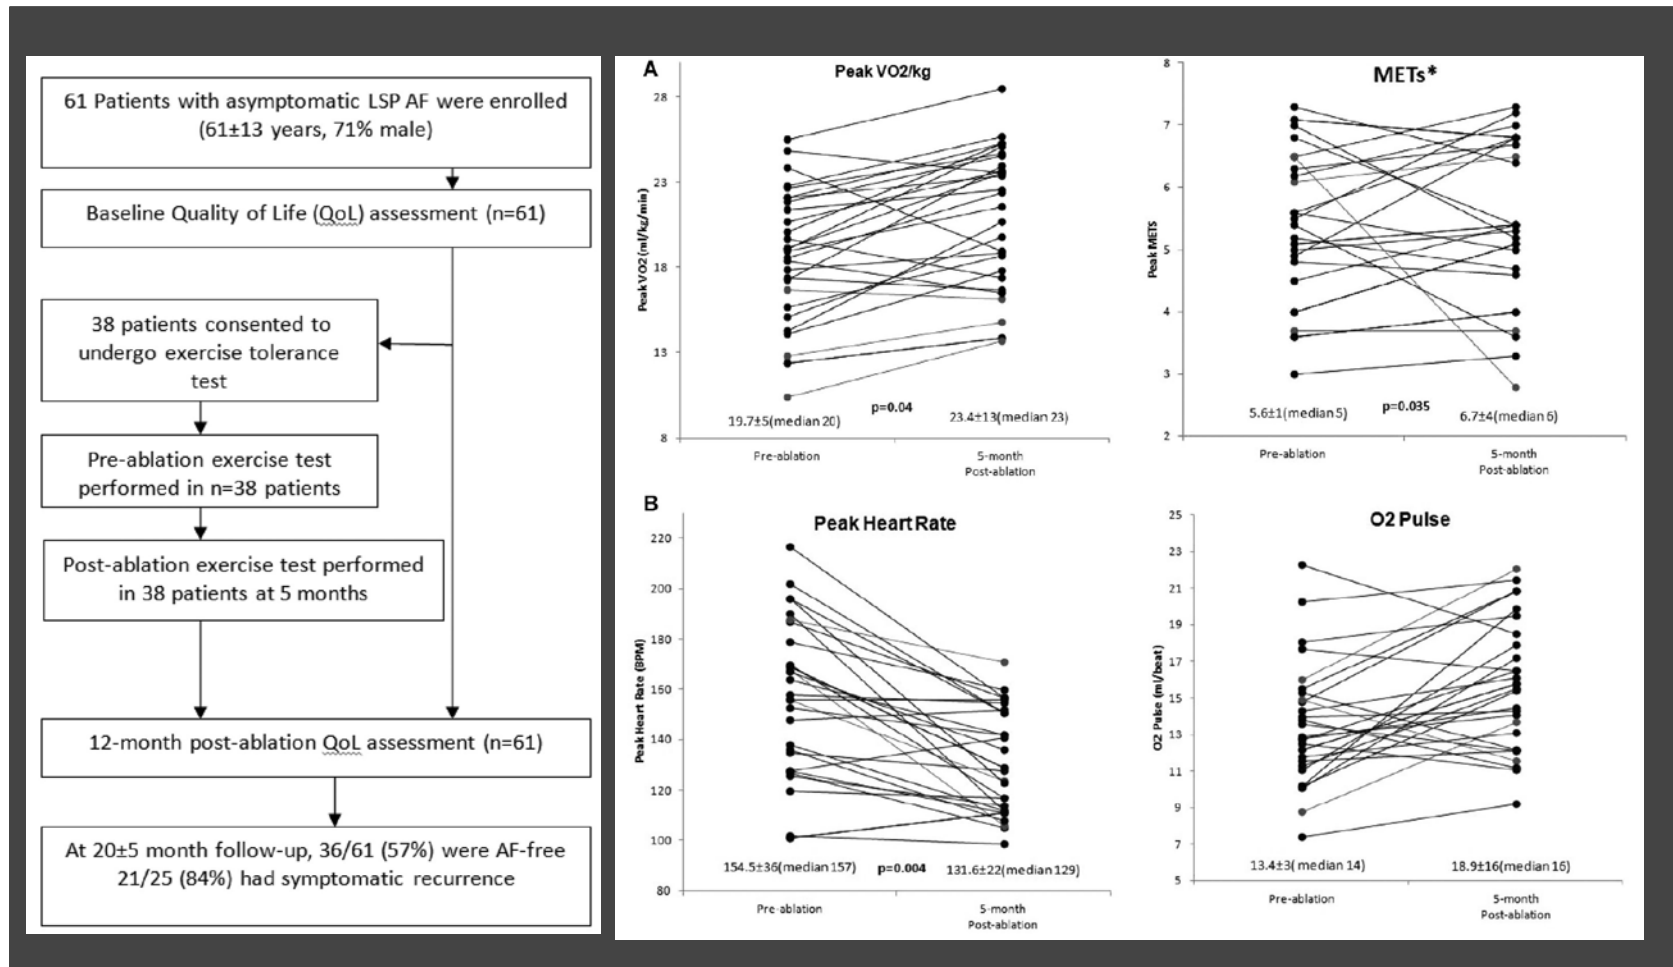 61 Patients with asymptomatic LSP AF were enrolled
(61±13 years, 71% male)
Baseline Quality of Life (QoL) assessment (n=61)
38 patients consented to
undergo exercise tolerance
test
Pre-ablation exercise test
performed in n=38 patients
Post-ablation exercise test performed
in 38 patients at 5 months
12-month post-ablation QoL assessment (n=61)
At 20±5 month follow-up, 36/61 (57%) were AF-free
21/25 (84%) had symptomatic recurrence
A
Peak VO2/kg
Peak VO2 (ml/kg/min)
28
23
18
13
8
19.7±5(median 20)
p=0.04
23.4±13(median 23)
Pre-ablation
5-month
Post-ablation
METs*
Peak METS
8
7
6
5
4
3
2
5.6±1(median 5)
p=0.035
6.7±4(median 6)
Pre-ablation
5-month
Post-ablation
B
Peak Heart Rate
Peak Heart Rate (BPM)
220
200
180
160
140
120
100
80
154.5±36(median 157)
p=0.004
131.6±22(median 129)
Pre-ablation
5-month
Post-ablation
O2 Pulse
O2 Pulse (ml/beat)
25
23
21
19
17
15
13
11
9
7
5
13.4±3(median 14)
18.9±16(median 16)
Pre-ablation
5-month
Post-ablation